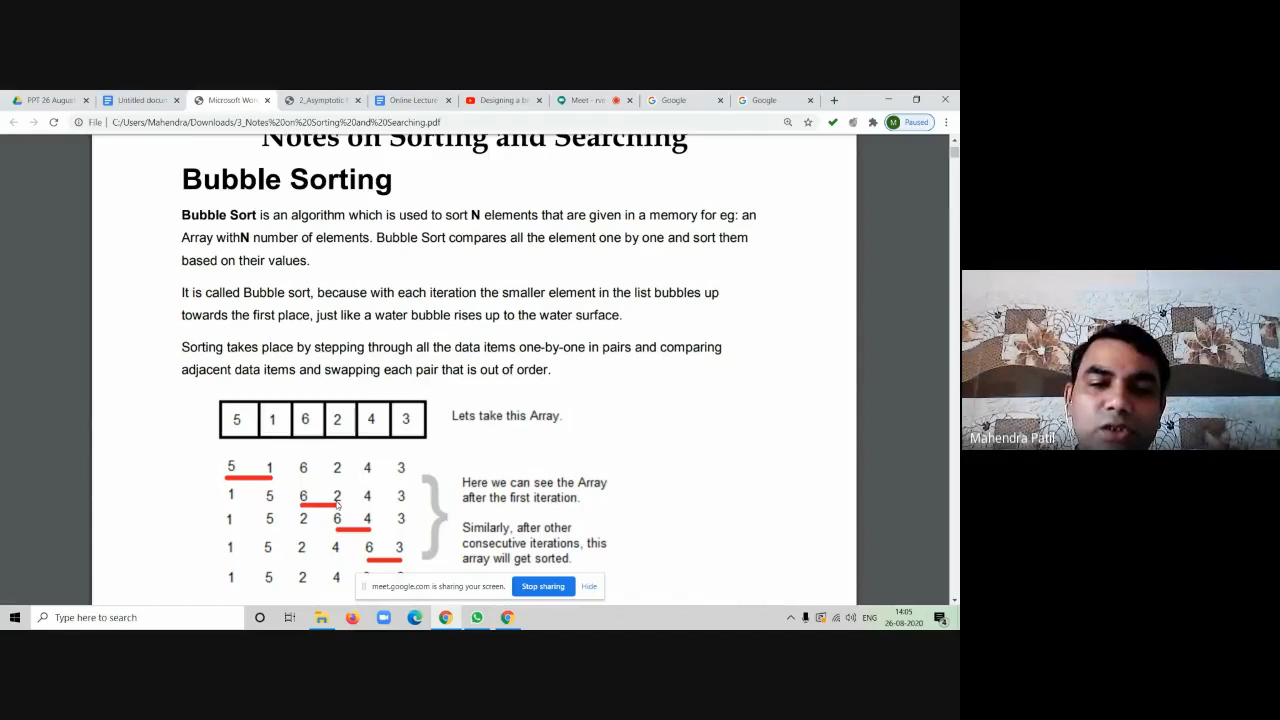 PPT 26 August
Untitled docum
Microsoft Wor
2_Asymptotic
Online Lecture
Designing a b
Meet - rve
Google
Google
File
C:/Users/Mahendra/Downloads/3_Notes%20on%20Sorting%20and%20Searching.pdf
M
Paused
Notes on Sorting and Searching
Bubble Sorting
Bubble Sort is an algorithm which is used to sort N elements that are given in a memory for eg: an
Array withN number of elements. Bubble Sort compares all the element one by one and sort them
based on their values.
It is called Bubble sort, because with each iteration the smaller element in the list bubbles up
towards the first place, just like a water bubble rises up to the water surface.
Sorting takes place by stepping through all the data items one-by-one in pairs and comparing
adjacent data items and swapping each pair that is out of order.
5 1 6 2 4 3
Lets take this Array.
5 1 6 2 4 3
1 5 6 2 4 3
1 5 2 6 4 3
1 5 2 4 6 3
1 5 2 4
Here we can see the Array
after the first iteration.
Similarly, after other
consecutive iterations, this
array will get sorted.
meet.google.com is sharing your screen.
Stop sharing
Hide
Type here to search
ENG
14:05
26-08-2020
4
Mahendra Patil